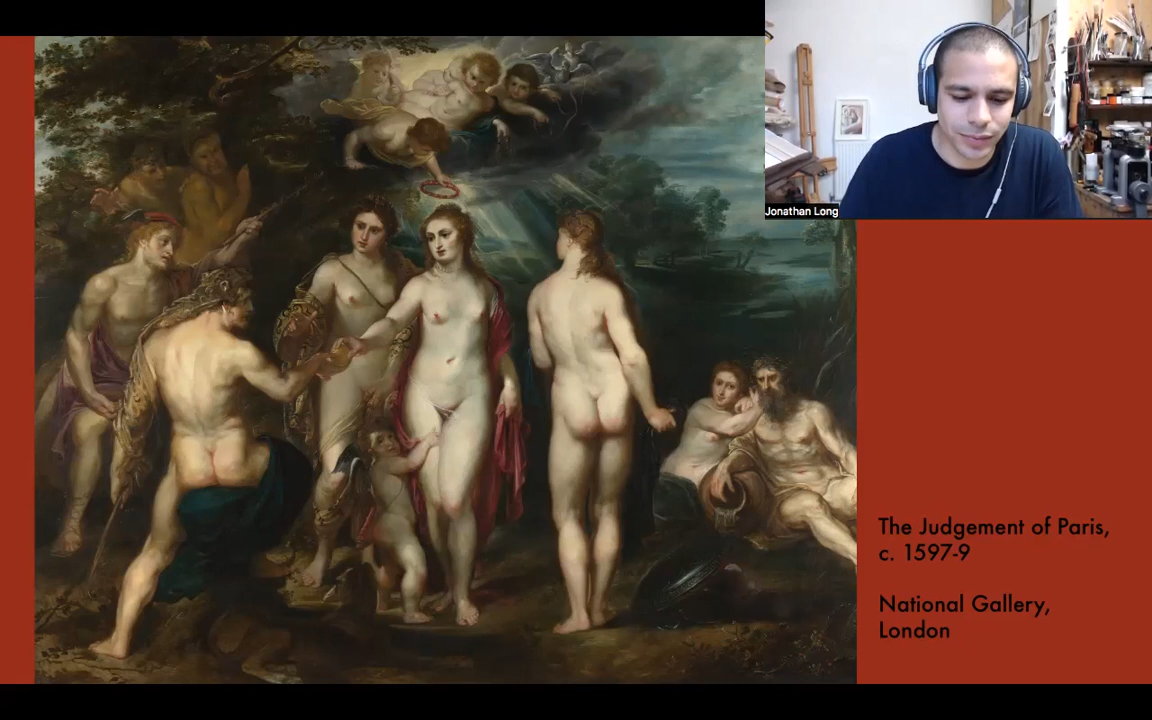 Jonathan Long
The Judgement of Paris,
c. 1597-9
National Gallery,
London